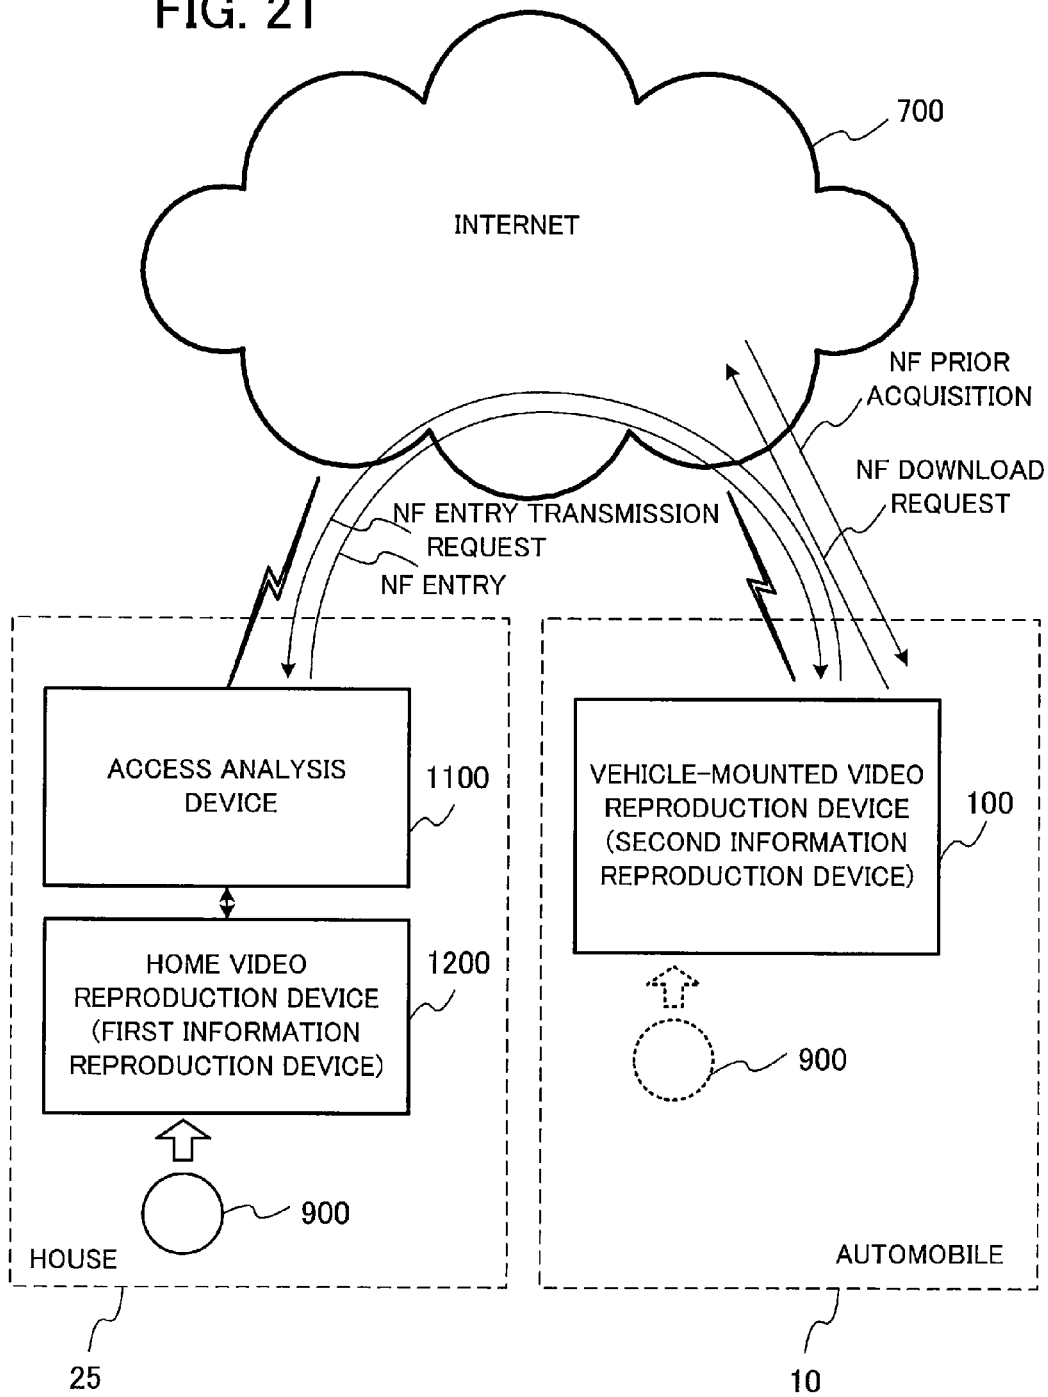 FIG. 21
700
INTERNET
NF PRIOR
ACQUISITION
NF DOWNLOAD
REQUEST
NF ENTRY TRANSMISSION
REQUEST
NF ENTRY
ACCESS ANALYSIS
DEVICE
1100
VEHICLE-MOUNTED VIDEO
REPRODUCTION DEVICE
(SECOND INFORMATION
REPRODUCTION DEVICE)
100
HOME VIDEO
REPRODUCTION DEVICE
(FIRST INFORMATION
REPRODUCTION DEVICE)
1200
900
900
HOUSE
AUTOMOBILE
25
10